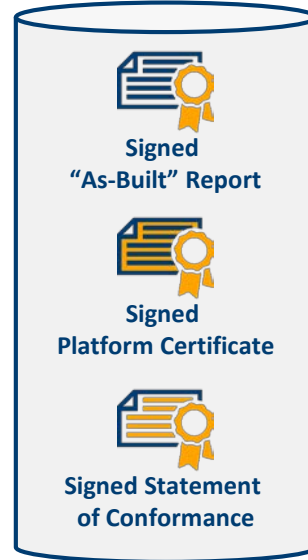 Signed
“As-Built” Report
Signed
Platform Certificate
Signed Statement
of Conformance